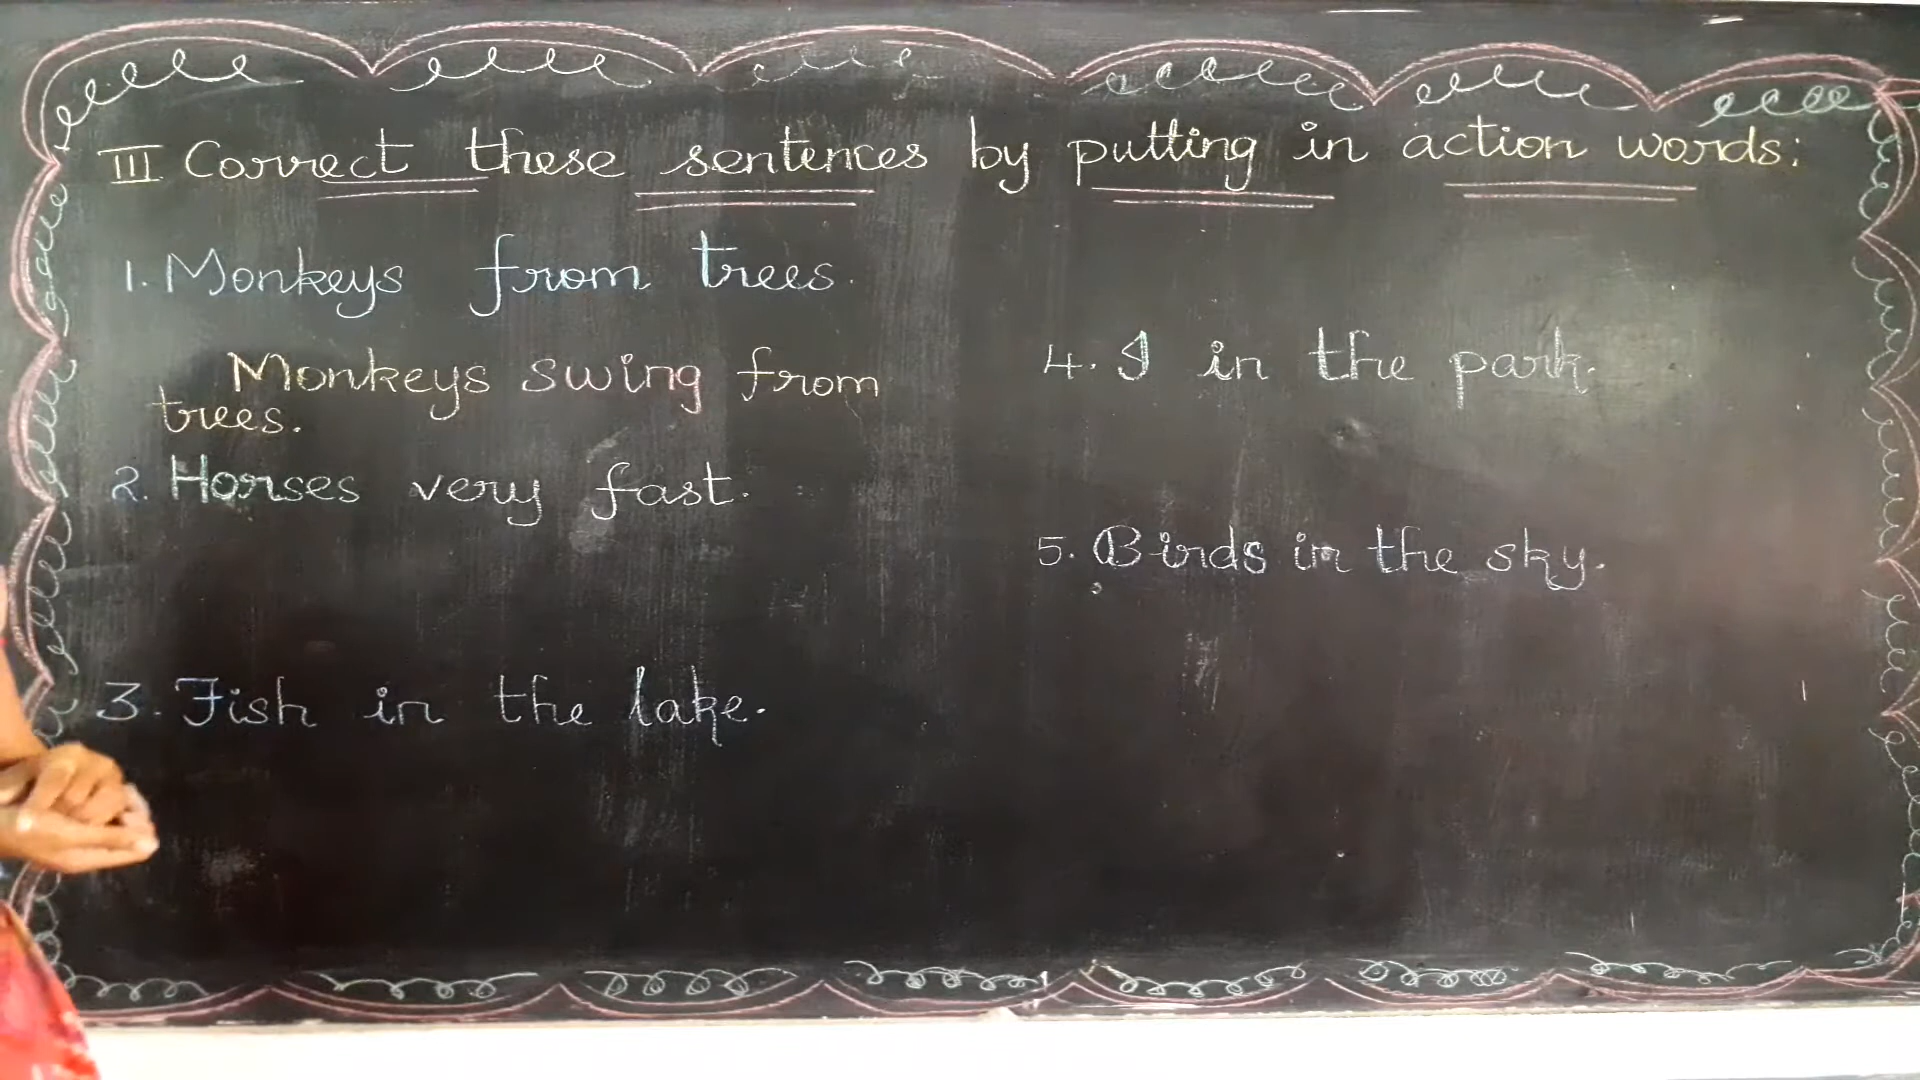 III Correct these sentences by putting in action words:
1. Monkeys from trees.
Monkeys swing from
trees.
2. Horses very fast.
3. Fish in the lake.
4. I in the park.
5. Birds in the sky.